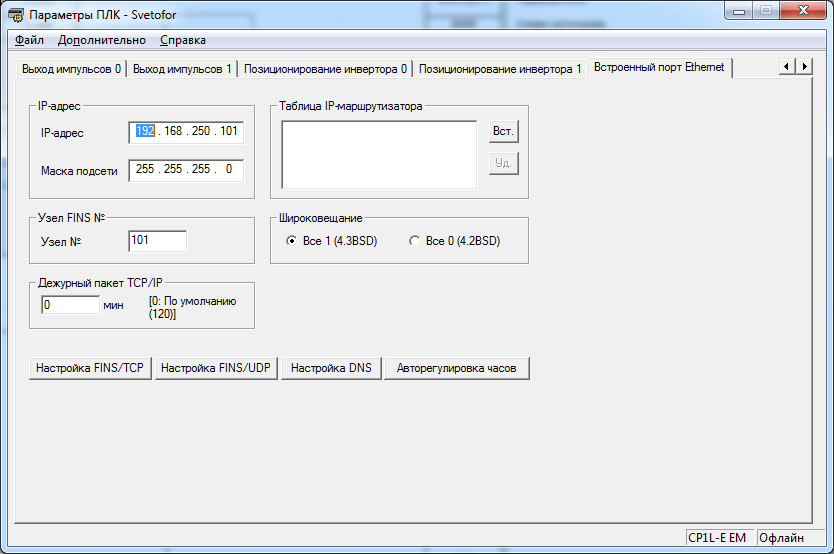 Параметры ПЛК - Svetofor
Файл Дополнительно Справка
Выход импульсов 0 Выход импульсов 1 Позиционирование инвертора 0 Позиционирование инвертора 1 Встроенный порт Ethernet
IP-адрес
IP-адрес 192 . 168 . 250 . 101
Маска подсети 255 . 255 . 255 . 0
Таблица IP-маршрутизатора
Вст.
Уд.
Узел FINS №
Узел № 101
Широковещание
Все 1 (4.3BSD) Все 0 (4.2BSD)
Дежурный пакет TCP/IP
0 мин [0: По умолчанию
(120)]
Настройка FINS/TCP Настройка FINS/UDP Настройка DNS Авторегулировка часов
CP1L-E EM Офлайн